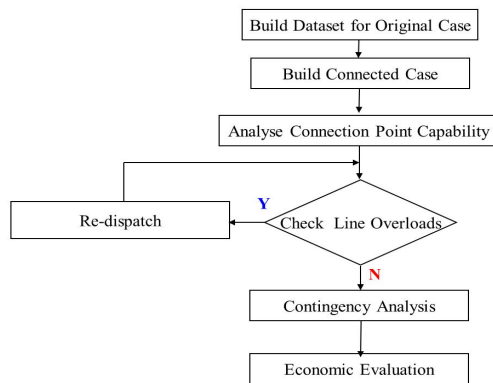 Build Dataset for Original Case
Build Connected Case
Analyse Connection Point Capability
Y
Re-dispatch
Check Line Overloads
N
Contingency Analysis
Economic Evaluation